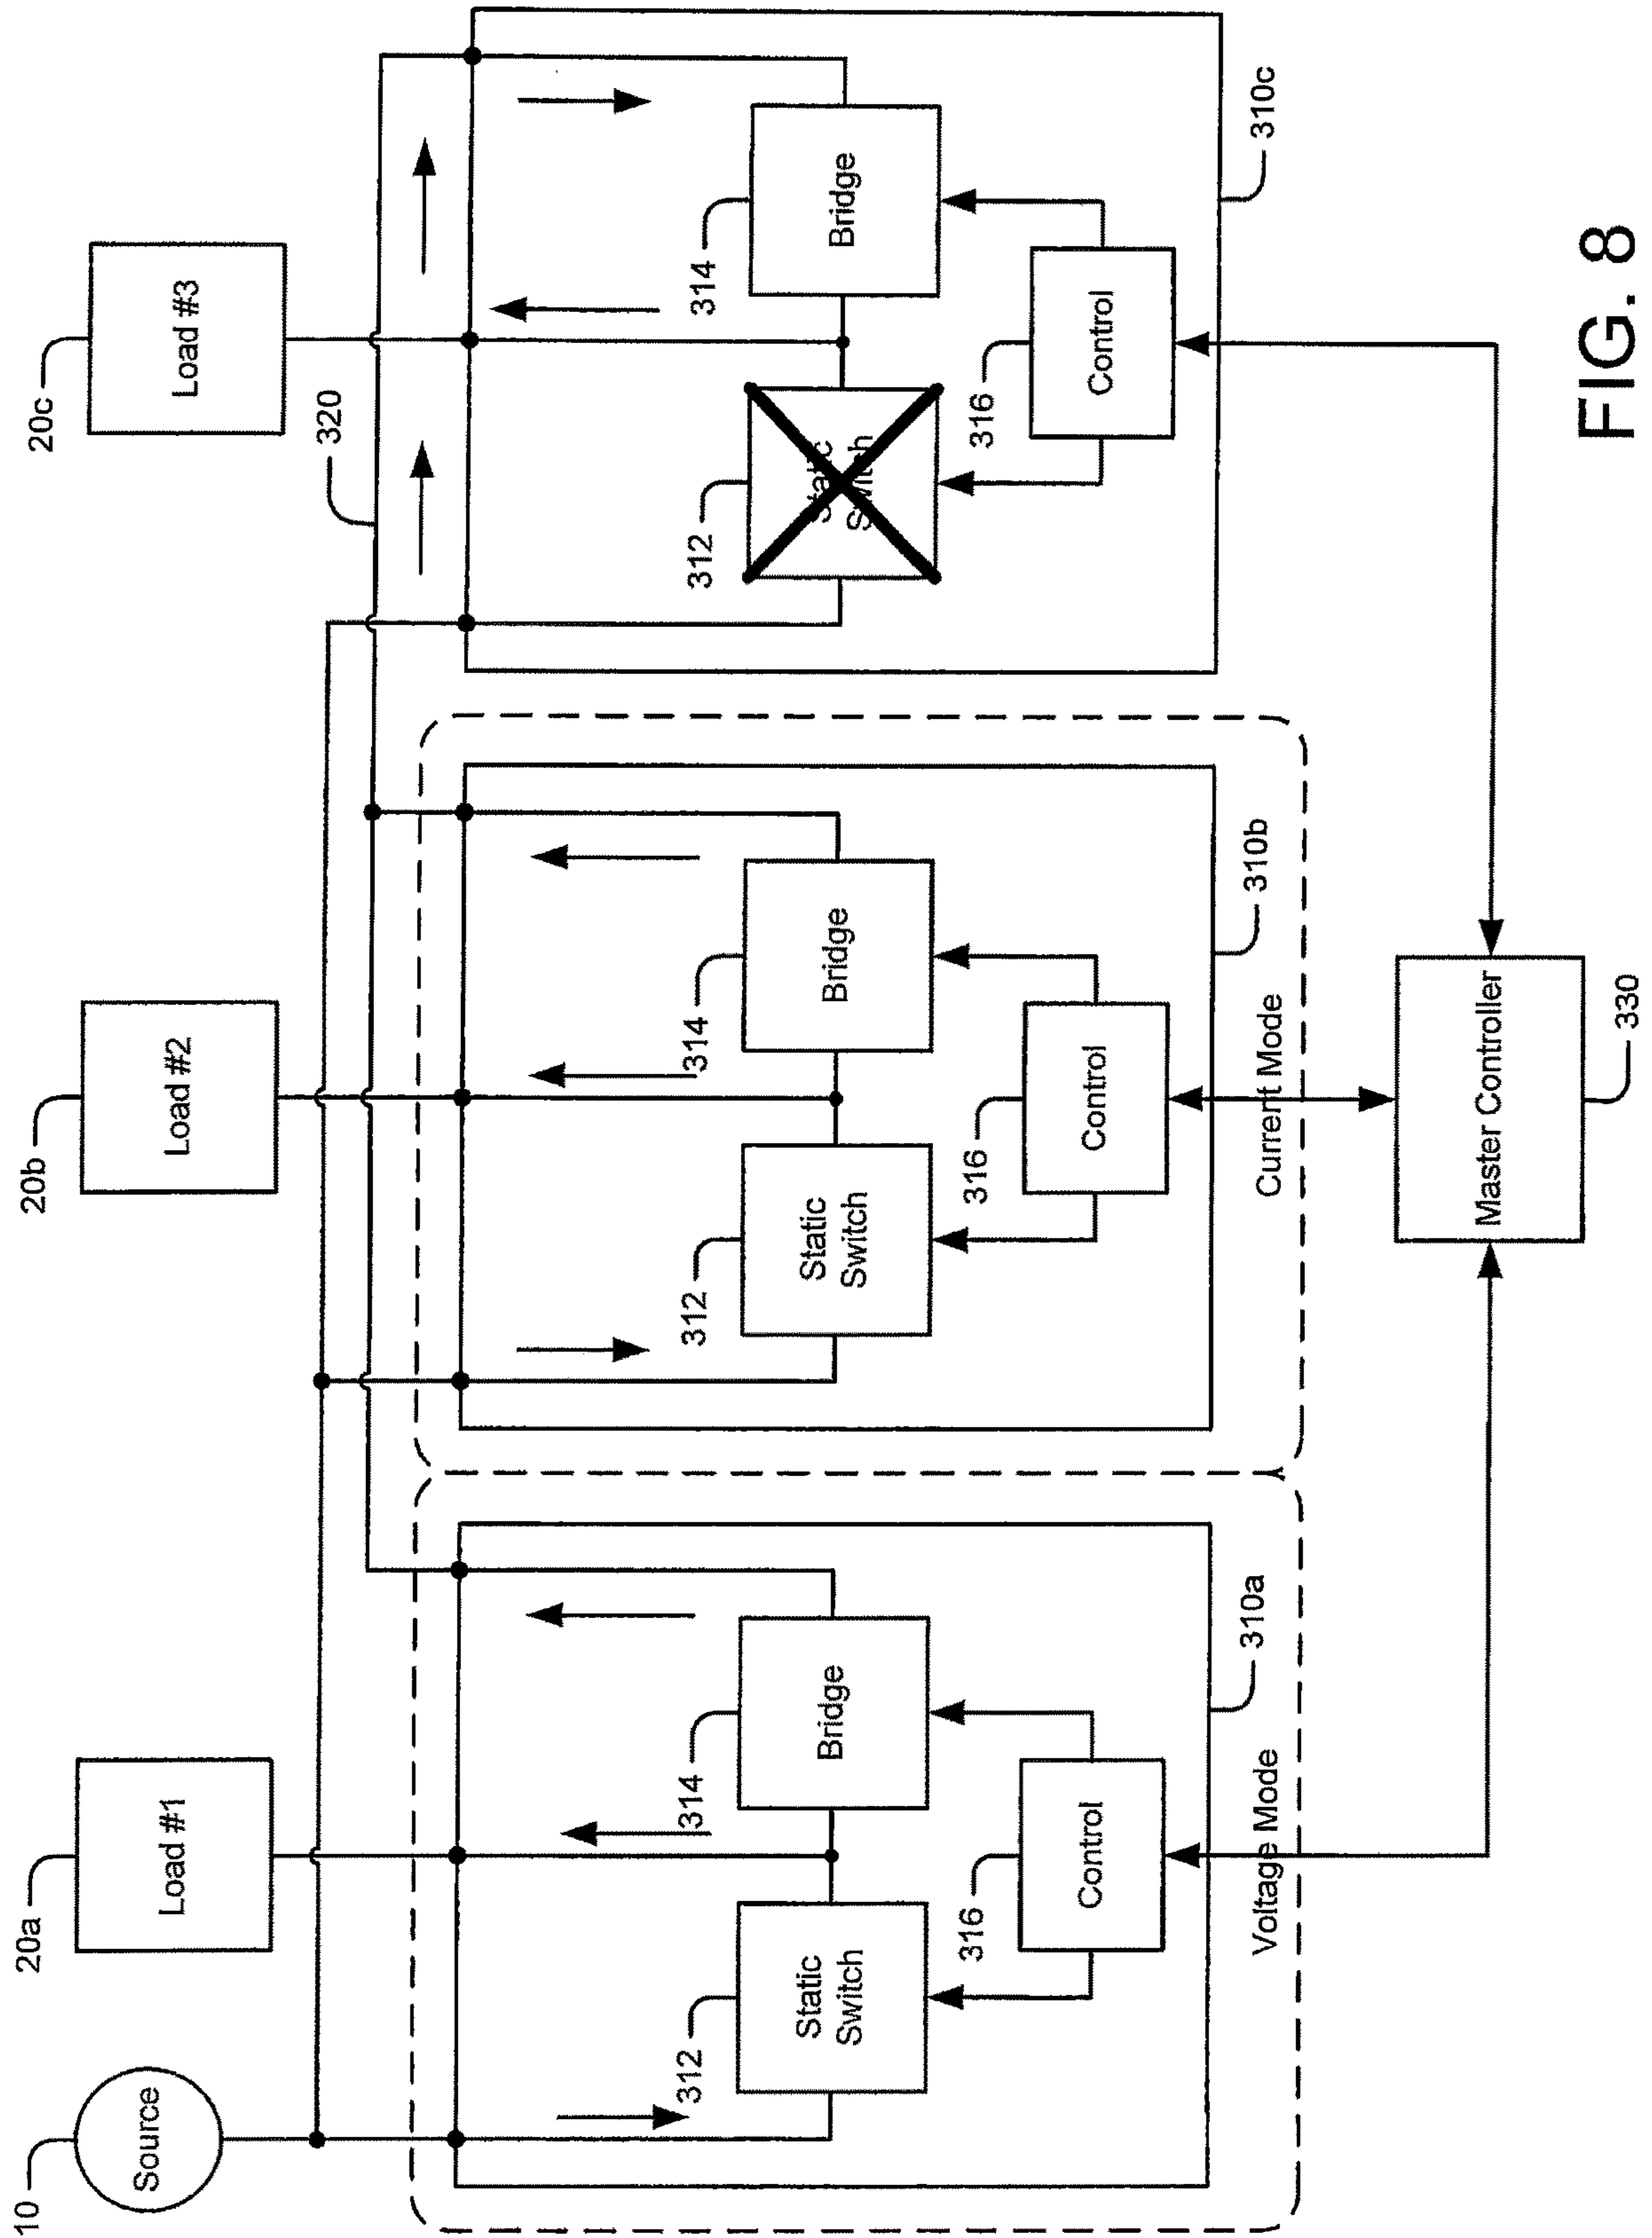 10
Source
20a
Load #1
20b
Load #2
20c
Load #3
320
312
Static
Switch
314
Bridge
316
Control
310a
Voltage Mode
312
Static
Switch
314
Bridge
316
Control
310b
Current Mode
312
Static
Switch
314
Bridge
316
Control
310c
Master Controller
330
FIG. 8